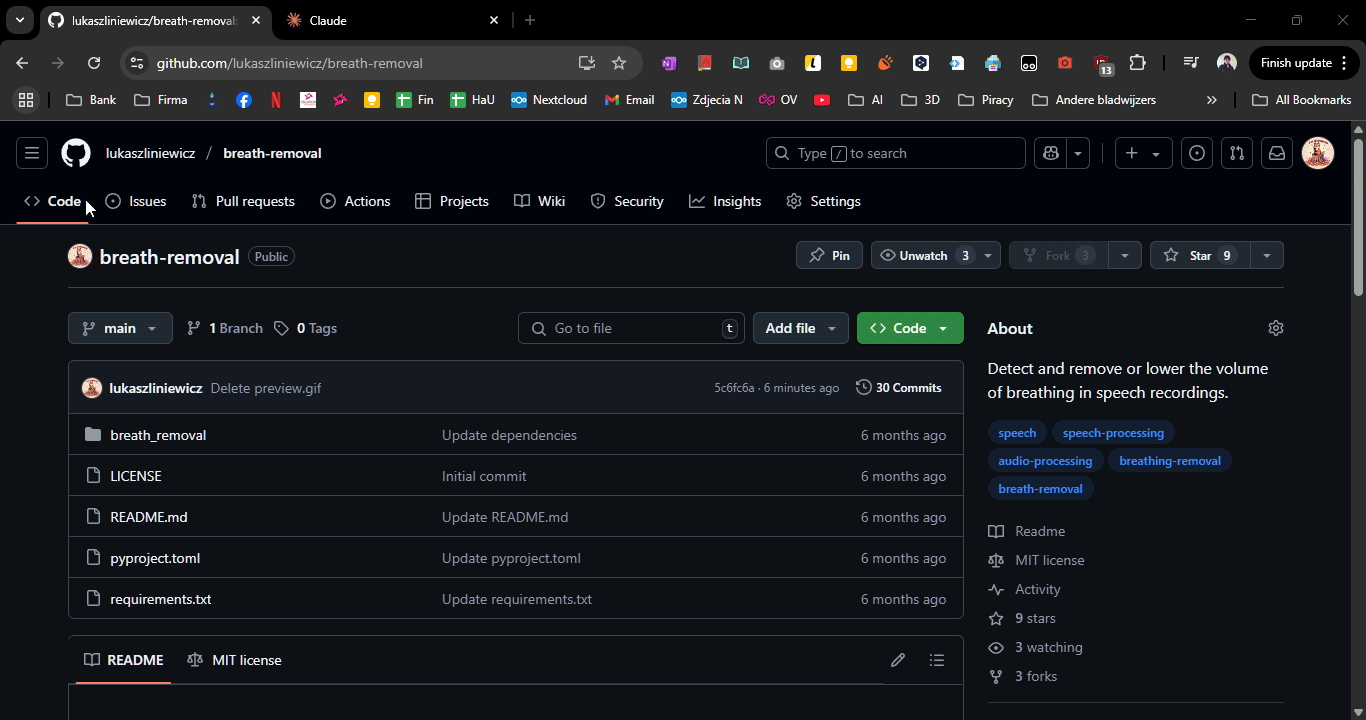 lukaszliniewicz/breath-removal:
Claude
github.com/lukaszliniewicz/breath-removal
13
Finish update
Bank
Firma
Fin
HaU
Nextcloud
Email
Zdjecia N
OV
AI
3D
Piracy
Andere bladwijzers
»
All Bookmarks
lukaszliniewicz / breath-removal
Type / to search
Code
Issues
Pull requests
Actions
Projects
Wiki
Security
Insights
Settings
breath-removal
Public
Pin
Unwatch 3
Fork 3
Star 9
main
1 Branch
0 Tags
Go to file
t
Add file
Code
lukaszliniewicz Delete preview.gif
5c6fc6a · 6 minutes ago
30 Commits
breath_removal Update dependencies 6 months ago
LICENSE Initial commit 6 months ago
README.md Update README.md 6 months ago
pyproject.toml Update pyproject.toml 6 months ago
requirements.txt Update requirements.txt 6 months ago
README
MIT license
About
Detect and remove or lower the volume
of breathing in speech recordings.
speech speech-processing
audio-processing breathing-removal
breath-removal
Readme
MIT license
Activity
9 stars
3 watching
3 forks